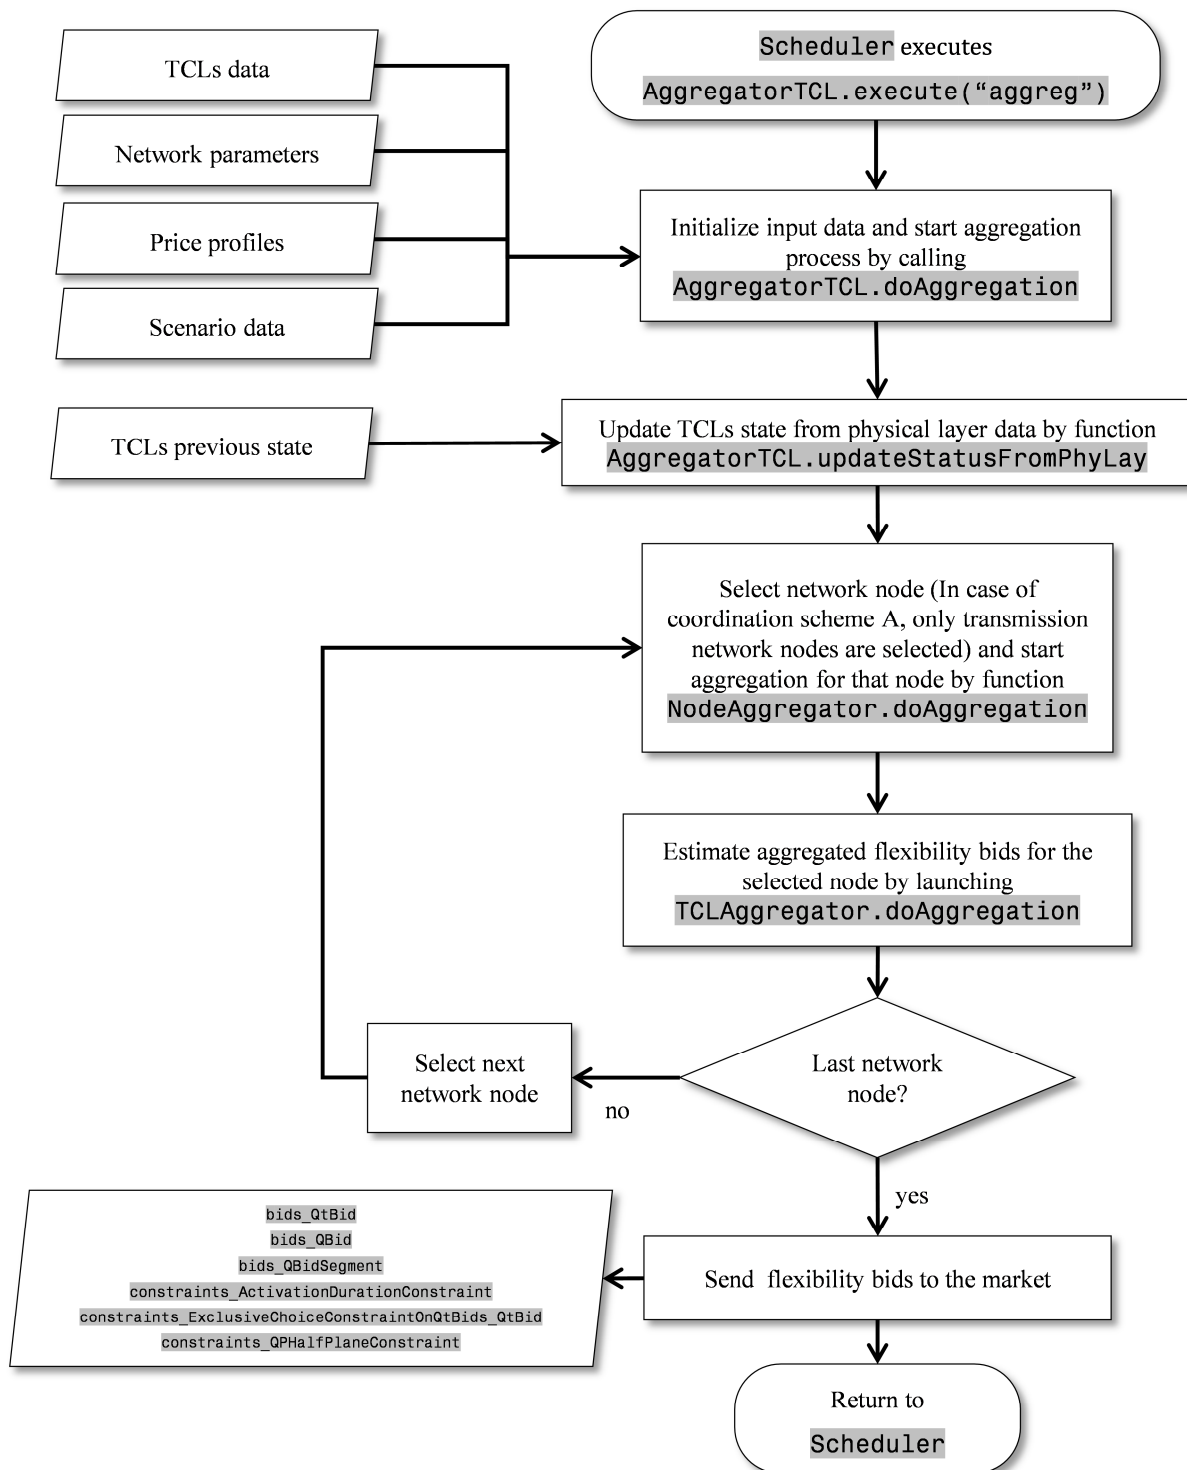 TCLs data
Network parameters
Price profiles
Scenario data
TCLs previous state
Scheduler executes
AggregatorTCL.execute(“aggreg”)
Initialize input data and start aggregation
process by calling
AggregatorTCL.doAggregation
Update TCLs state from physical layer data by function
AggregatorTCL.updateStatusFromPhyLay
Select network node (In case of
coordination scheme A, only transmission
network nodes are selected) and start
aggregation for that node by function
NodeAggregator.doAggregation
Estimate aggregated flexibility bids for the
selected node by launching
TCLAggregator.doAggregation
Last network
node?
no
Select next
network node
yes
Send flexibility bids to the market
bids_QtBid
bids_QBid
bids_QBidSegment
constraints_ActivationDurationConstraint
constraints_ExclusiveChoiceConstraintOnQtBids_QtBid
constraints_QPHalfPlaneConstraint
Return to
Scheduler